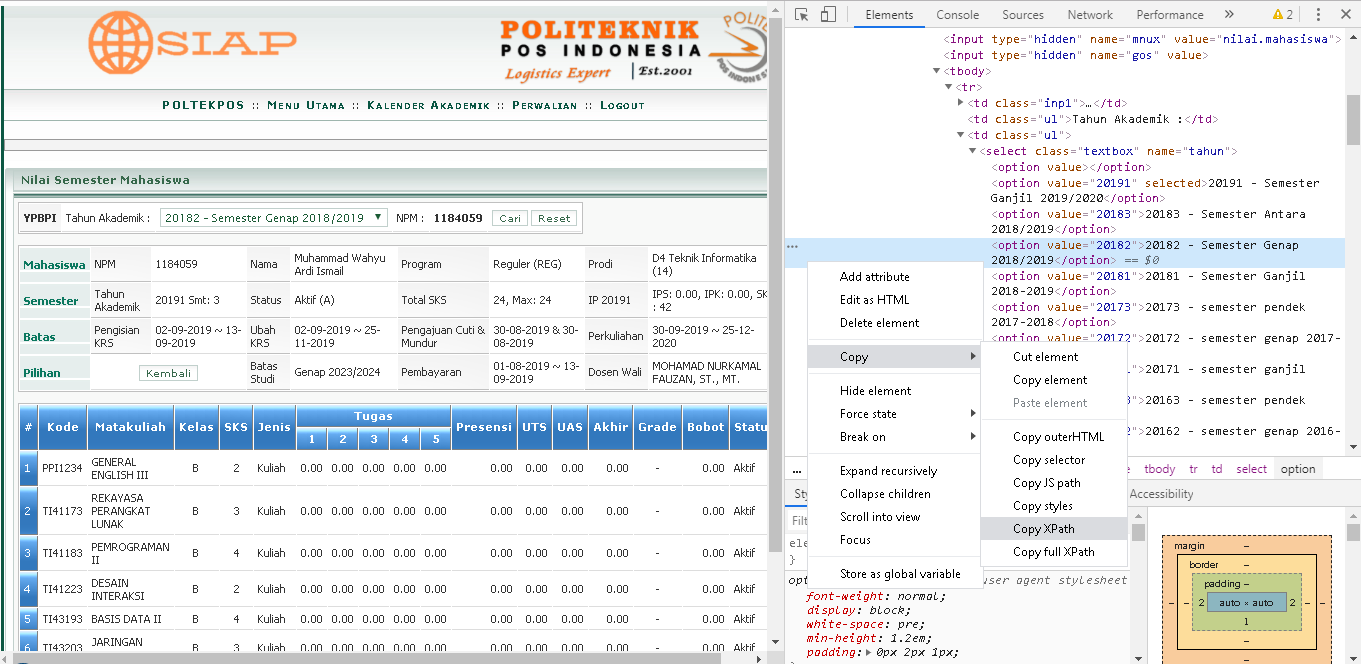 SIAP
POLITEKNIK
POS INDONESIA
Logistics Expert | Est.2001
POLTEKPOS :: Menu Utama :: Kalender Akademik :: Perwalian :: Logout
Nilai Semester Mahasiswa
YPBPI Tahun Akademik : 20182 - Semester Genap 2018/2019 ▼ NPM : 1184059 Cari Reset
Mahasiswa NPM 1184059 Nama Muhammad Wahyu Ardi Ismail Program Reguler (REG) Prodi D4 Teknik Informatika (14)
Semester Tahun Akademik 20191 Smt: 3 Status Aktif (A) Total SKS 24, Max: 24 IP 20191 IPS: 0.00, IPK: 0.00, SK : 42
Batas Pengisian KRS 02-09-2019 ~ 13-09-2019 Ubah KRS 02-09-2019 ~ 25-11-2019 Pengajuan Cuti & Mundur 30-08-2019 & 30-08-2019 Perkuliahan 30-09-2019 ~ 25-12-2020
Pilihan Kembali Batas Studi Genap 2023/2024 Pembayaran 01-08-2019 ~ 13-09-2019 Dosen Wali MOHAMAD NURKAMAL FAUZAN, ST., MT.
# Kode Matakuliah Kelas SKS Jenis Tugas Presensi UTS UAS Akhir Grade Bobot Statu
1 2 3 4 5
1 PPI1234 GENERAL ENGLISH III B 2 Kuliah 0.00 0.00 0.00 0.00 0.00 0.00 0.00 0.00 0.00 - 0.00 Aktif
2 TI41173 REKAYASA PERANGKAT LUNAK B 3 Kuliah 0.00 0.00 0.00 0.00 0.00 0.00 0.00 0.00 0.00 - 0.00 Aktif
3 TI41183 PEMROGRAMAN II B 4 Kuliah 0.00 0.00 0.00 0.00 0.00 0.00 0.00 0.00 0.00 - 0.00 Aktif
4 TI41223 DESAIN INTERAKSI B 2 Kuliah 0.00 0.00 0.00 0.00 0.00 0.00 0.00 0.00 0.00 - 0.00 Aktif
5 TI43193 BASIS DATA II B 4 Kuliah 0.00 0.00 0.00 0.00 0.00 0.00 0.00 0.00 0.00 - 0.00 Aktif
6 TI43203 JARINGAN B 3 Kuliah 0.00 0.00 0.00 0.00 0.00 0.00 0.00 0.00 0.00 - 0.00 Aktif
Elements Console Sources Network Performance » 2
<input type="hidden" name="mnux" value="nilai.mahasiswa">
<input type="hidden" name="gos" value>
▼<tbody>
▼<tr>
▶<td class="inp1">…</td>
<td class="ul">Tahun Akademik :</td>
▼<td class="ul">
▼<select class="textbox" name="tahun">
<option value></option>
<option value="20191" selected>20191 - Semester
Ganjil 2019/2020</option>
<option value="20183">20183 - Semester Antara
2018/2019</option>
... <option value="20182">20182 - Semester Genap
2018/2019</option> == $0
<option value="20181">20181 - Semester Ganjil
2018-2019</option>
<option value="20173">20173 - semester pendek
2017-2018</option>
<option value="20172">20172 - semester genap 2017-
">20171 - semester ganjil
">20163 - semester pendek
2">20162 - semester genap 2016-
Add attribute
Edit as HTML
Delete element
Copy
Hide element
Force state
Break on
Expand recursively
Collapse children
Scroll into view
Focus
Store as global variable
Cut element
Copy element
Paste element
Copy outerHTML
Copy selector
Copy JS path
Copy styles
Copy XPath
Copy full XPath
... e tbody tr td select option
Sty Accessibility
Filt
ele
}
opt user agent stylesheet
font-weight: normal;
display: block;
white-space: pre;
min-height: 1.2em;
padding:▶ 0px 2px 1px;
margin –
border –
padding –
– – 2 auto × auto 2 – –
1
–
–